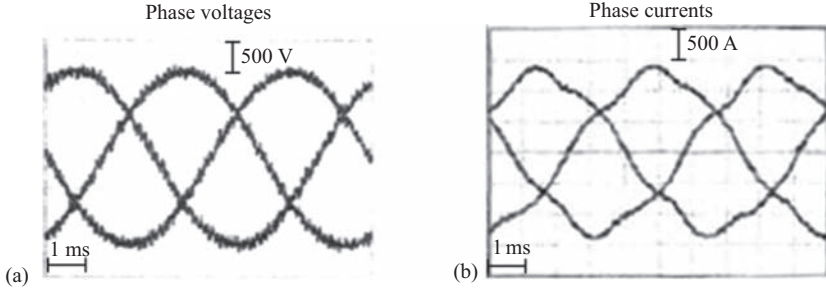 Phase voltages
500 V
1 ms
(a)
Phase currents
500 A
1 ms
(b)